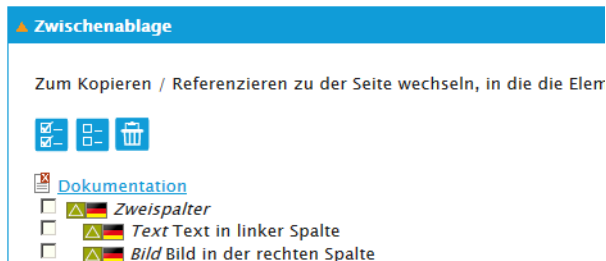 Zwischenablage
Zum Kopieren / Referenzieren zu der Seite wechseln, in die die Elem
Dokumentation
Zweispalter
Text Text in linker Spalte
Bild Bild in der rechten Spalte